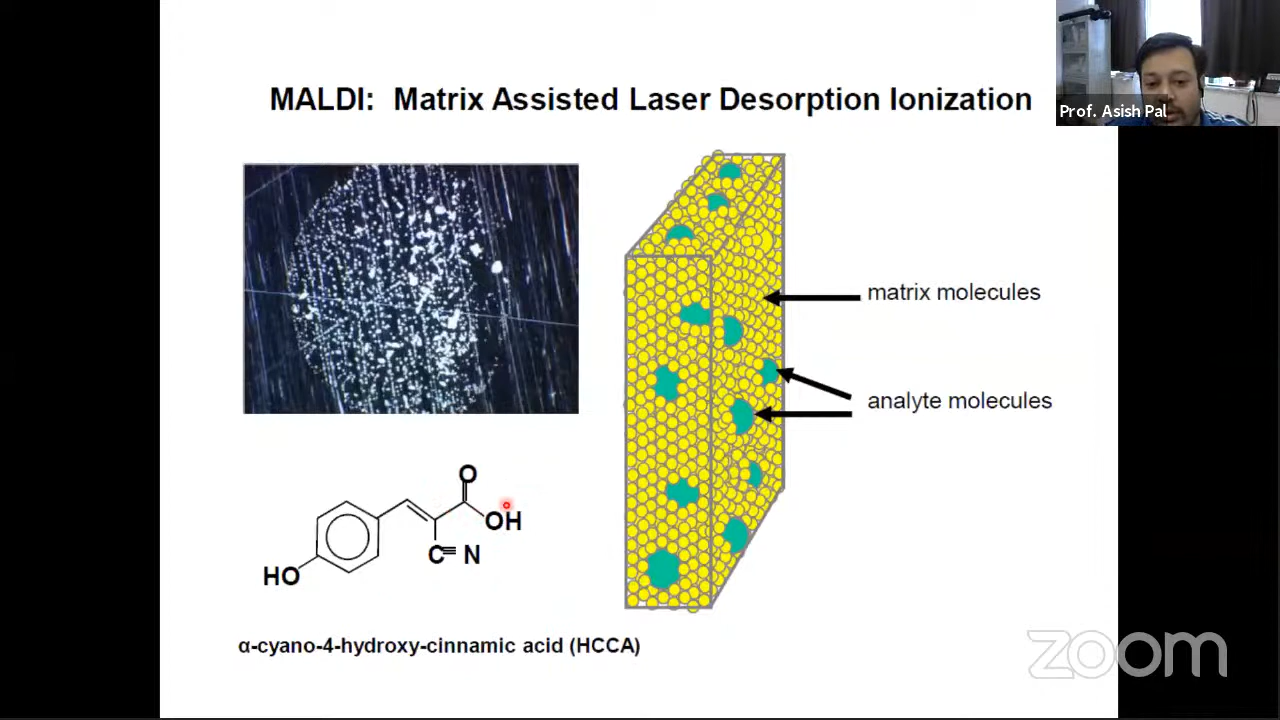 MALDI: Matrix Assisted Laser Desorption Ionization
Prof. Asish Pal
matrix molecules
analyte molecules
O
OH
C≡N
HO
α-cyano-4-hydroxy-cinnamic acid (HCCA)
zoom